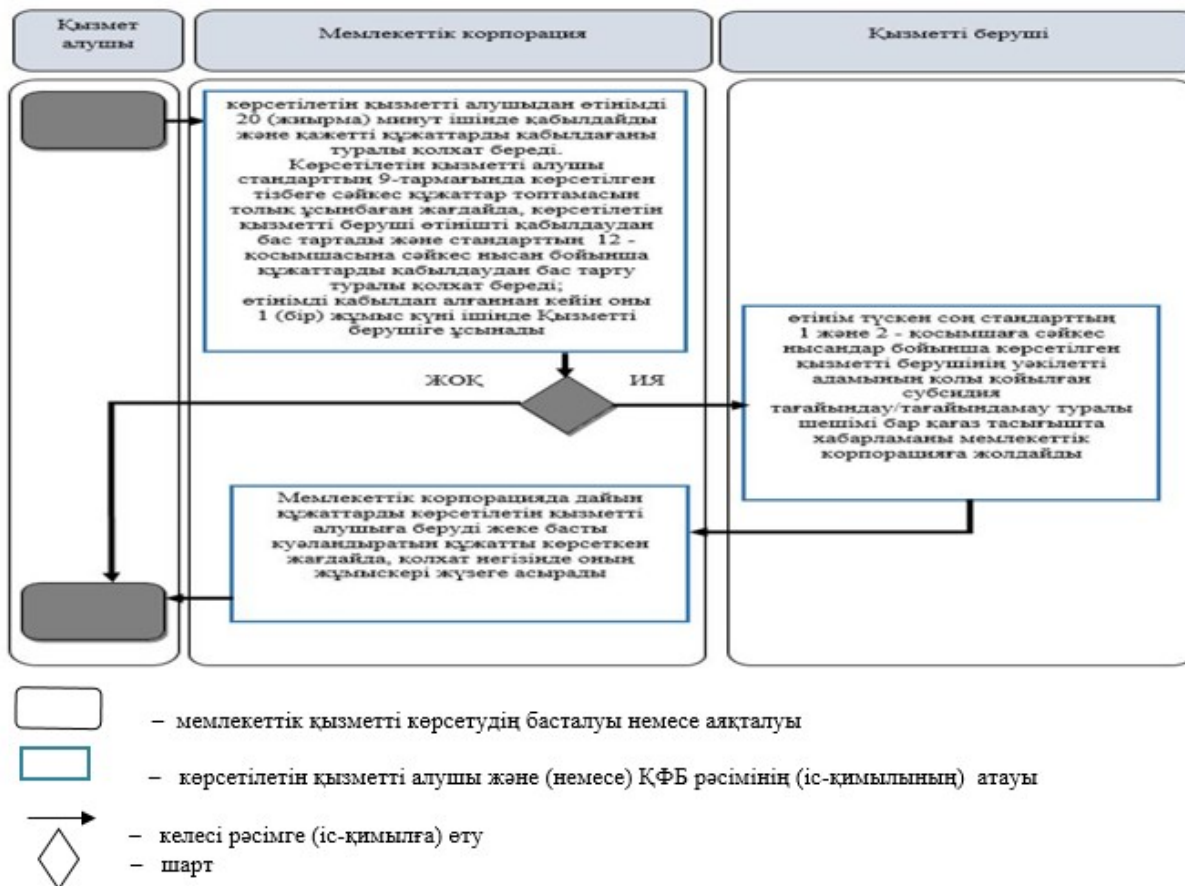 Қызмет
алушы
Мемлекеттік корпорация
Қызметті беруші
көрсетілетін қызметті алушыдан өтінімді
20 (жиырма) минут ішінде қабылдайды
және қажетті құжаттарды қабылдағаны
туралы қолхат береді.
Көрсетілетін қызметті алушы
стандарттың 9-тармағында көрсетілген
тізбеге сәйкес құжаттар топтамасын
толық ұсынбаған жағдайда, көрсетілетін
қызметті беруші өтінішті қабылдаудан
бас тартады және стандарттың 12 -
қосымшасына сәйкес нысан бойынша
құжаттарды қабылдаудан бас тарту
туралы қолхат береді;
өтінімді қабылдап алғаннан кейін оны
1 (бір) жұмыс күні ішінде Қызметті
берушіге ұсынады
өтінім түскен соң стандарттың
1 және 2 - қосымшаға сәйкес
нысандар бойынша көрсетілген
қызметті берушінің уәкілетті
адамының қолы қойылған
субсидия
тағайындау/тағайындамау туралы
шешімі бар қағаз тасығышта
хабарламаны мемлекеттік
корпорацияға жолдайды
ЖОҚ
ИЯ
Мемлекеттік корпорацияда дайын
құжаттарды көрсетілетін қызметті
алушыға беруді жеке басты
куәландыратын құжатты көрсеткен
жағдайда, қолхат негізінде оның
жұмыскері жүзеге асырады
– мемлекеттік қызметті көрсетудің басталуы немесе аяқталуы
– көрсетілетін қызметті алушы және (немесе) ҚФБ рәсімінің (іс-қимылының) атауы
– келесі рәсімге (іс-қимылға) өту
– шарт